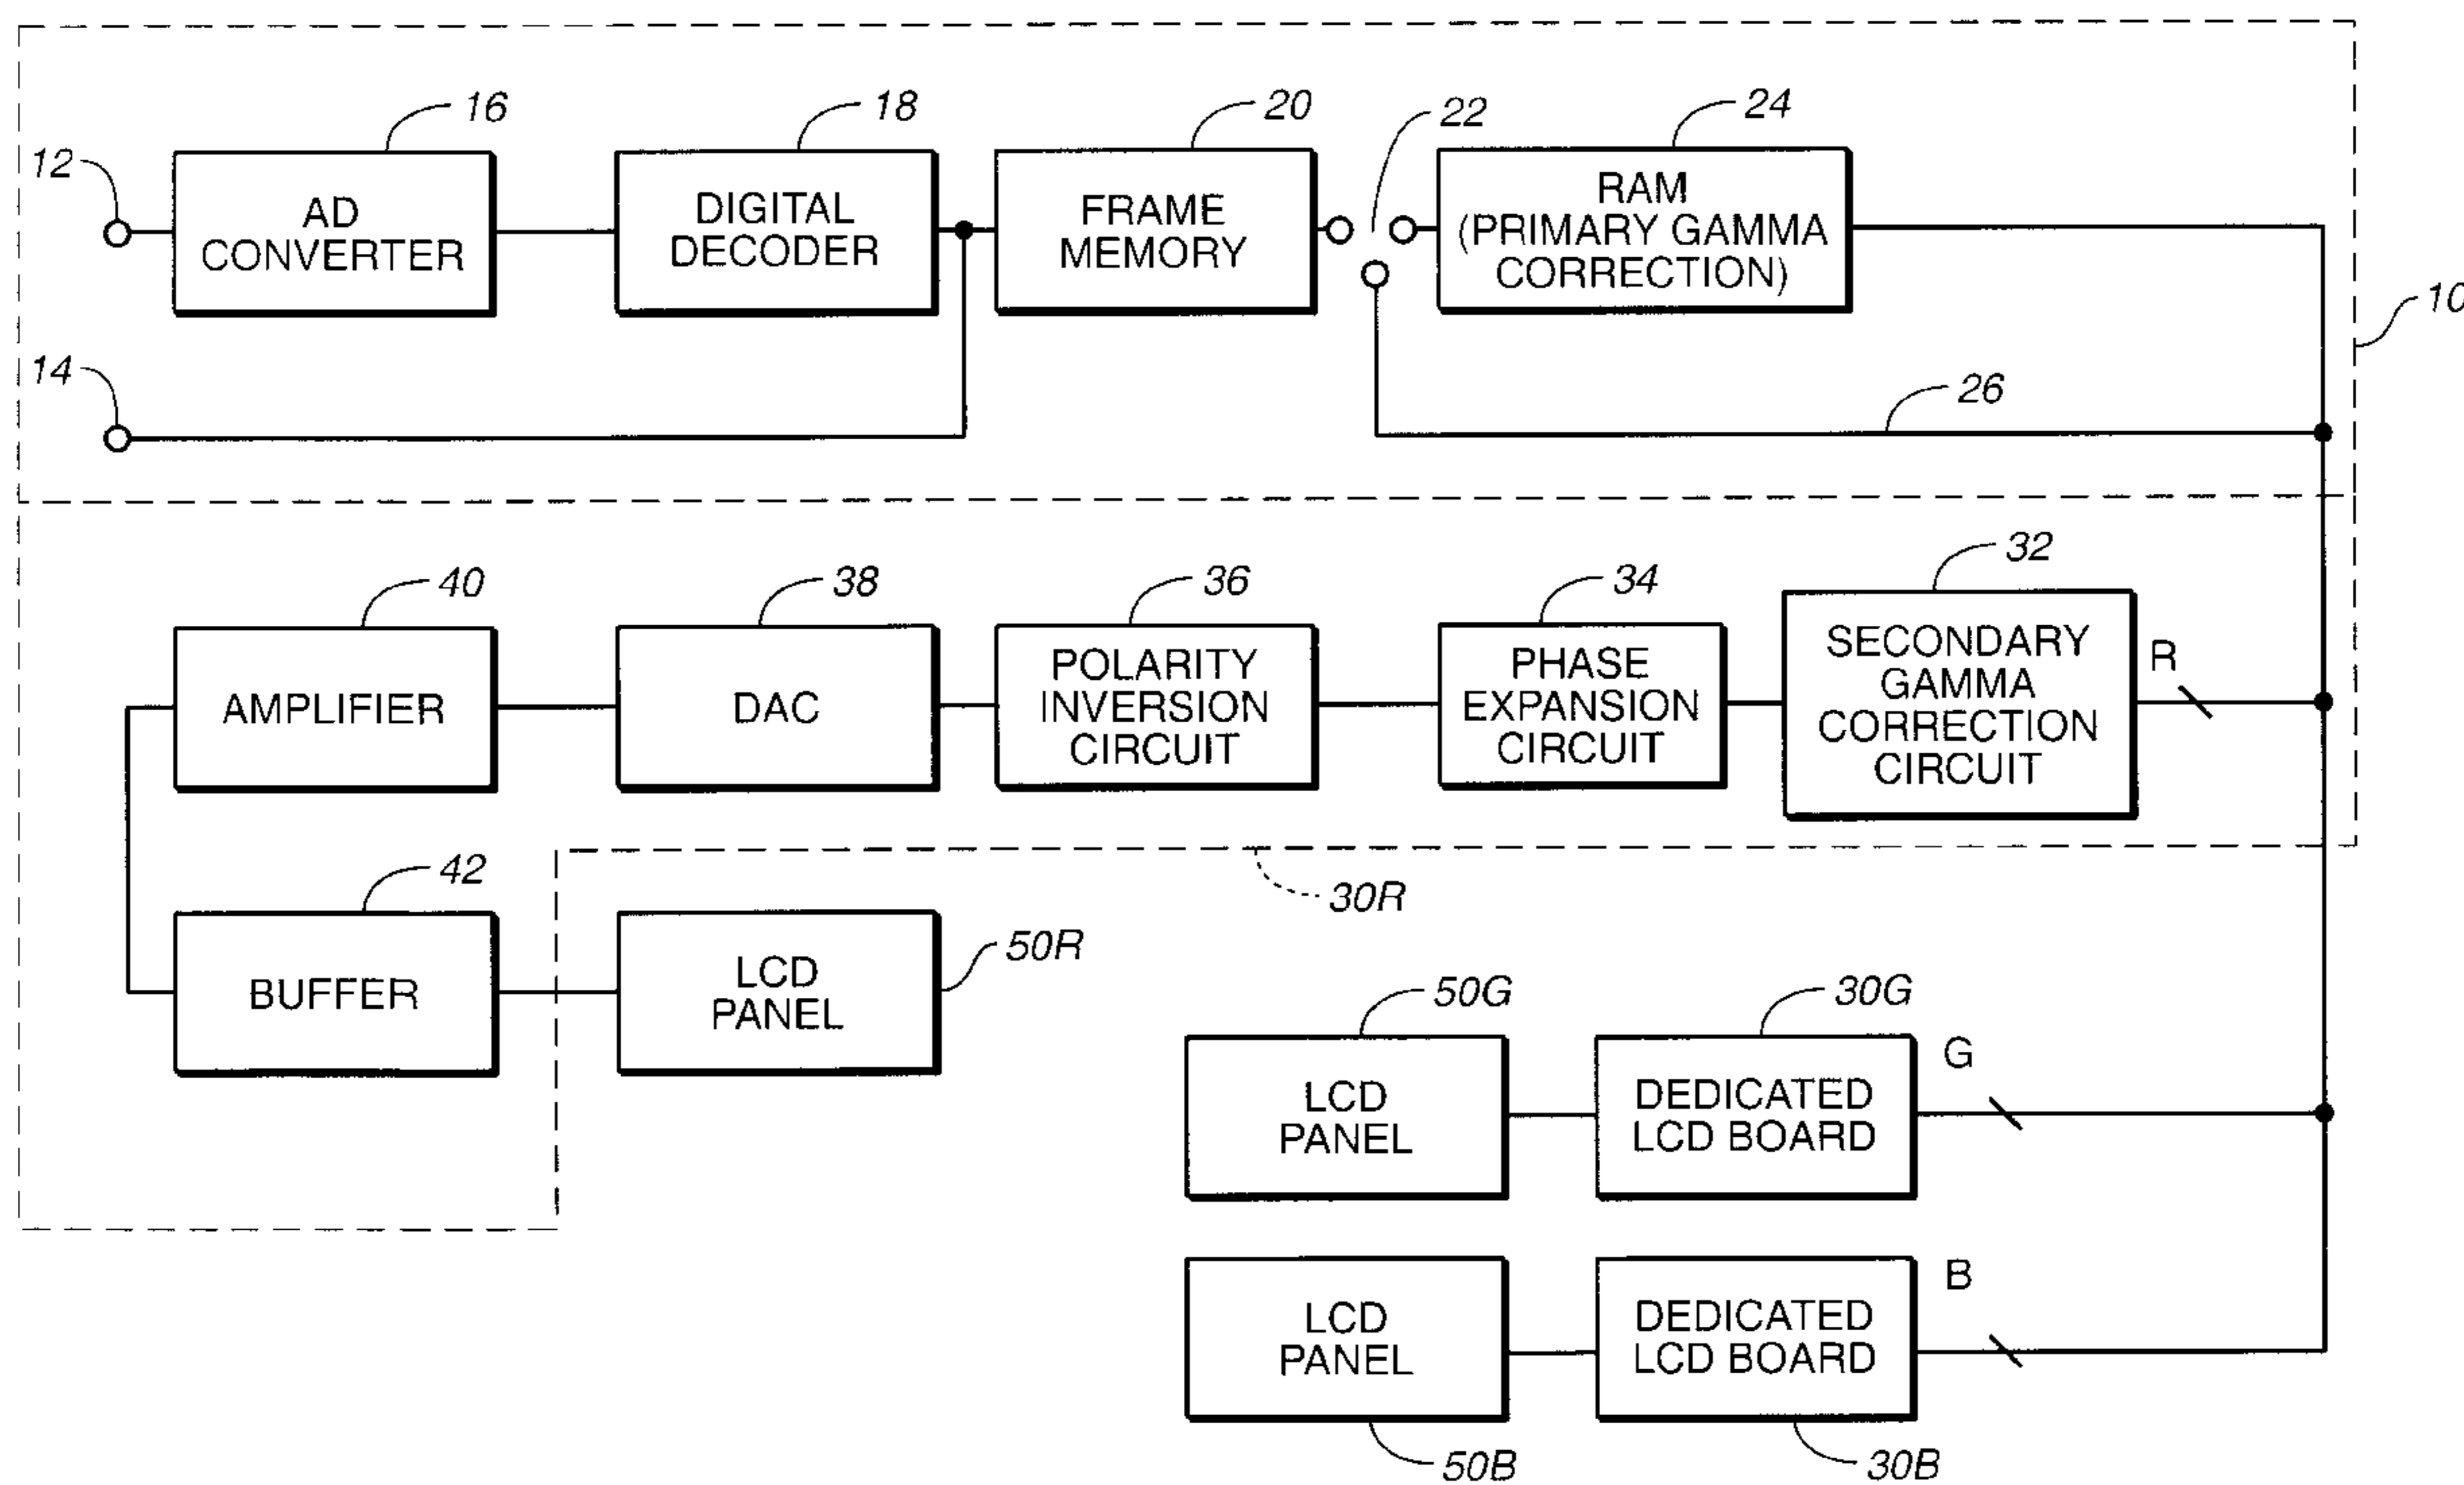 16
18
20
22
24
12
AD
CONVERTER
DIGITAL
DECODER
FRAME
MEMORY
RAM
(PRIMARY GAMMA
CORRECTION)
10
14
26
40
38
36
34
32
AMPLIFIER
DAC
POLARITY
INVERSION
CIRCUIT
PHASE
EXPANSION
CIRCUIT
SECONDARY
GAMMA
CORRECTION
CIRCUIT
R
42
30R
BUFFER
LCD
PANEL
50R
50G
30G
G
LCD
PANEL
DEDICATED
LCD BOARD
B
LCD
PANEL
DEDICATED
LCD BOARD
50B
30B